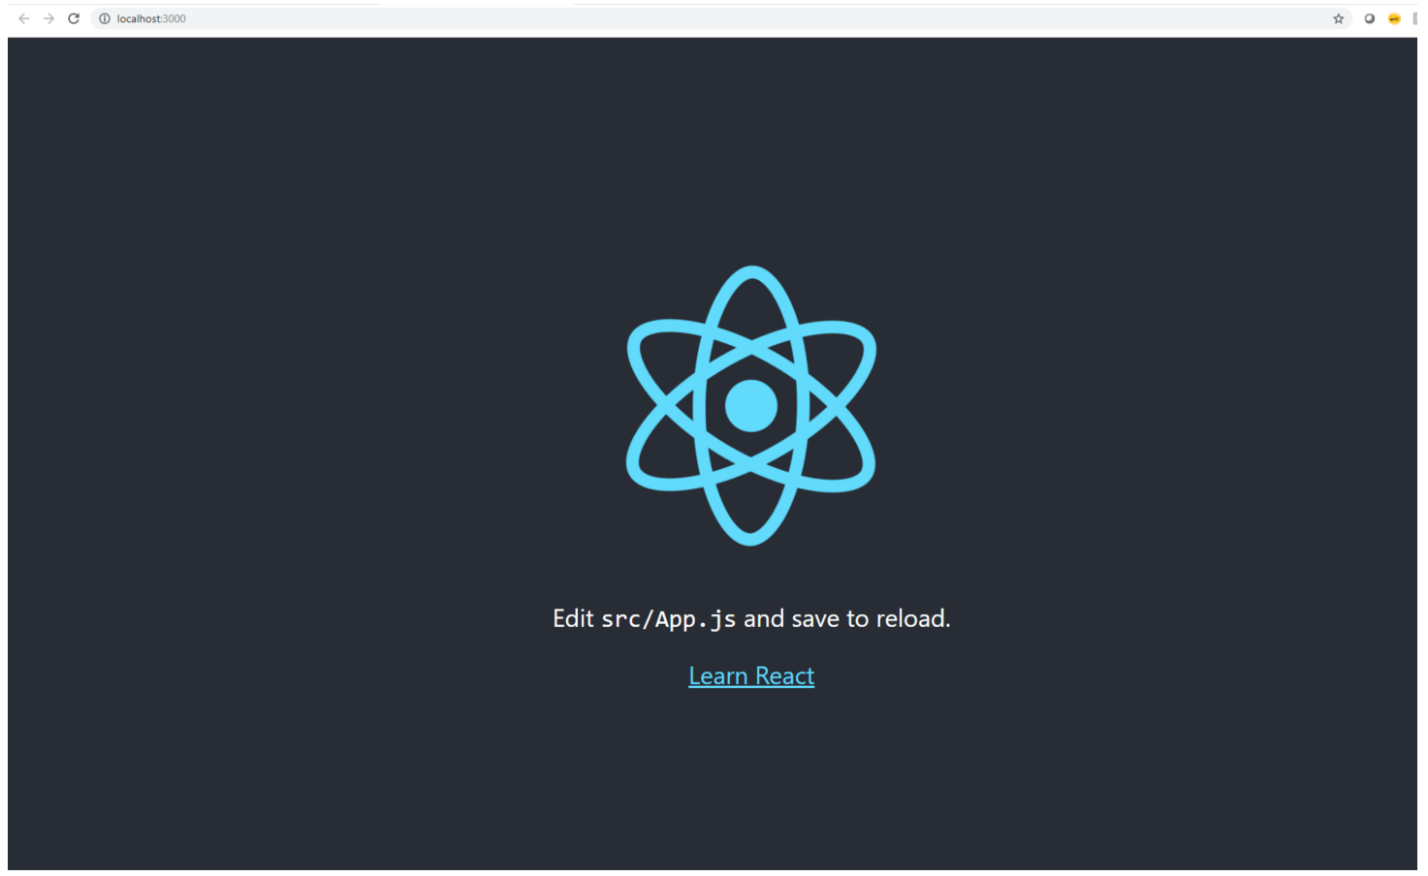 localhost:3000
Edit src/App.js and save to reload.
Learn React